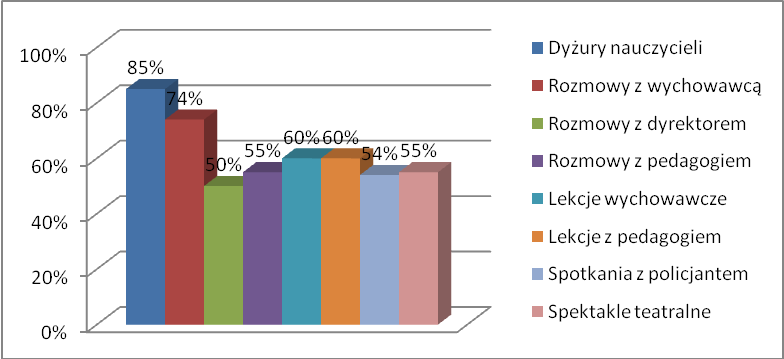 100%
80%
60%
40%
20%
0%
85%
74%
50%
55%
60%
60%
54%
55%
Dyżury nauczycieli
Rozmowy z wychowawcą
Rozmowy z dyrektorem
Rozmowy z pedagogiem
Lekcje wychowawcze
Lekcje z pedagogiem
Spotkania z policjantem
Spektakle teatralne